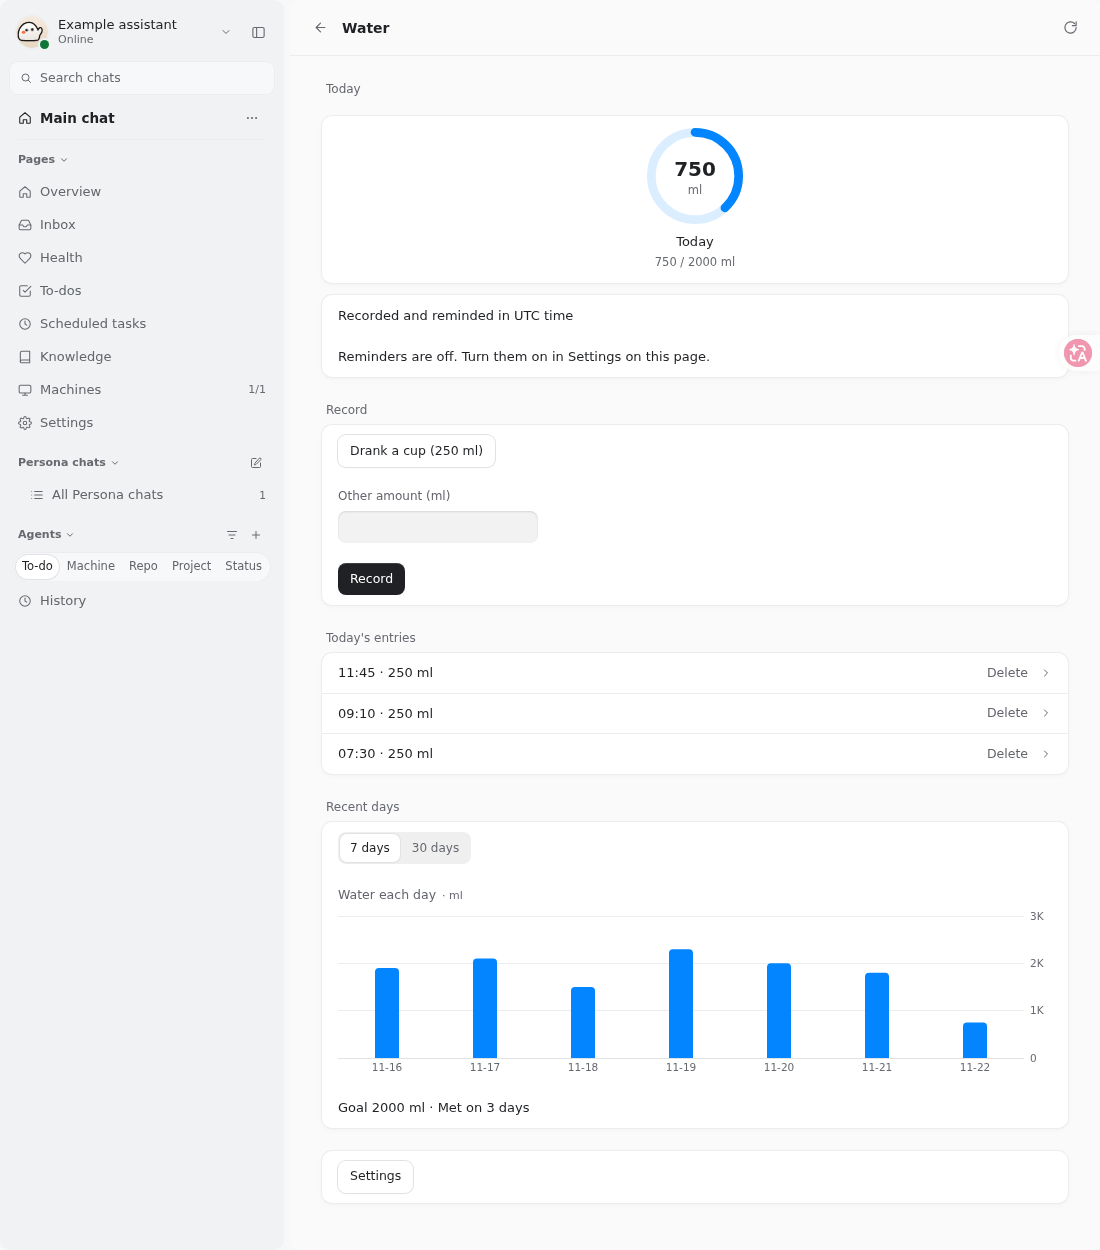 Example assistant
Online
Search chats
Main chat
Pages
Overview
Inbox
Health
To-dos
Scheduled tasks
Knowledge
Machines 1/1
Settings
Persona chats
All Persona chats 1
Agents
To-do Machine Repo Project Status
History
Water
Today
750
ml
Today
750 / 2000 ml
Recorded and reminded in UTC time
Reminders are off. Turn them on in Settings on this page.
Record
Drank a cup (250 ml)
Other amount (ml)
Record
Today's entries
11:45 · 250 ml Delete
09:10 · 250 ml Delete
07:30 · 250 ml Delete
Recent days
7 days 30 days
Water each day · ml
3K
2K
1K
0
11-16 11-17 11-18 11-19 11-20 11-21 11-22
Goal 2000 ml · Met on 3 days
Settings